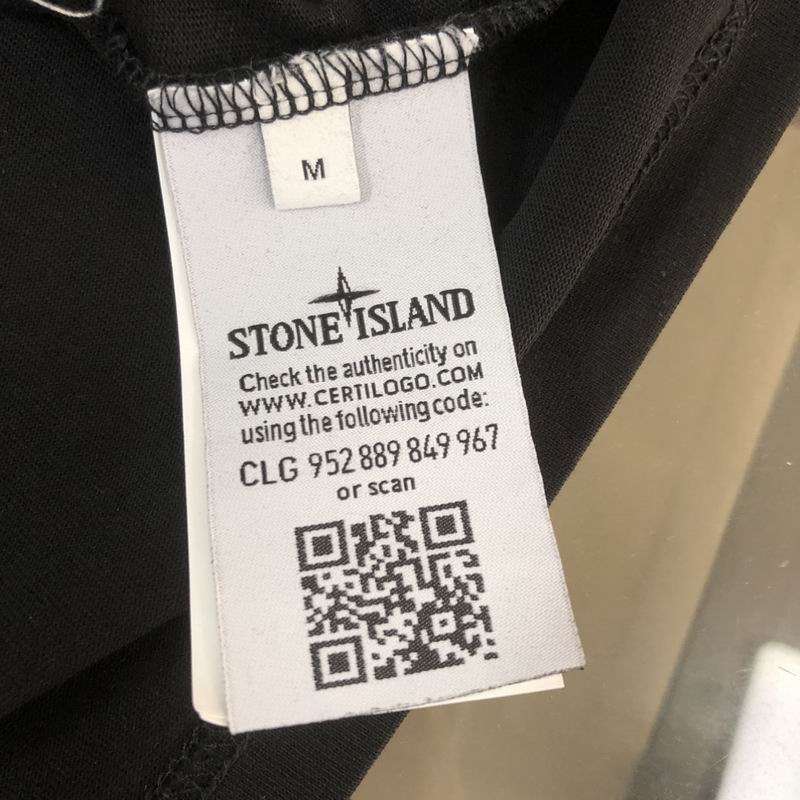 M
STONE ISLAND
Check the authenticity on
WWW.CERTILOGO.COM
using the following code:
CLG 952 889 849 967
or scan